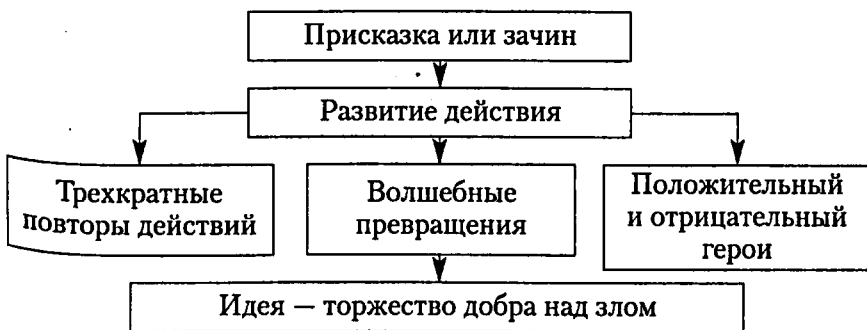 Присказка или зачин
Развитие действия
Трехкратные
повторы действий
Волшебные
превращения
Положительный
и отрицательный
герои
Идея — торжество добра над злом